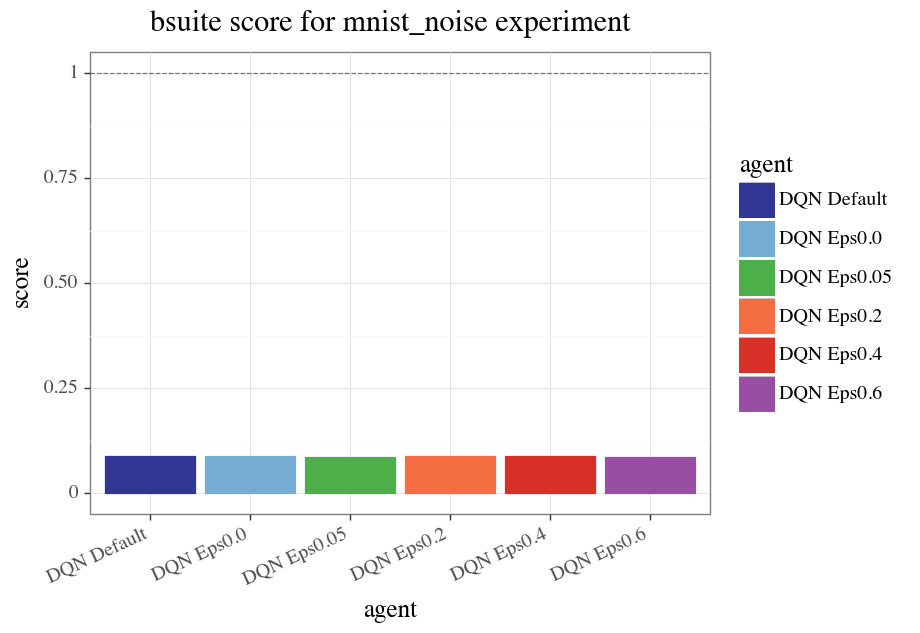 bsuite score for mnist_noise experiment
score
1
0.75
0.50
0.25
0
DQN Default
DQN Eps0.0
DQN Eps0.05
DQN Eps0.2
DQN Eps0.4
DQN Eps0.6
agent
agent
DQN Default
DQN Eps0.0
DQN Eps0.05
DQN Eps0.2
DQN Eps0.4
DQN Eps0.6